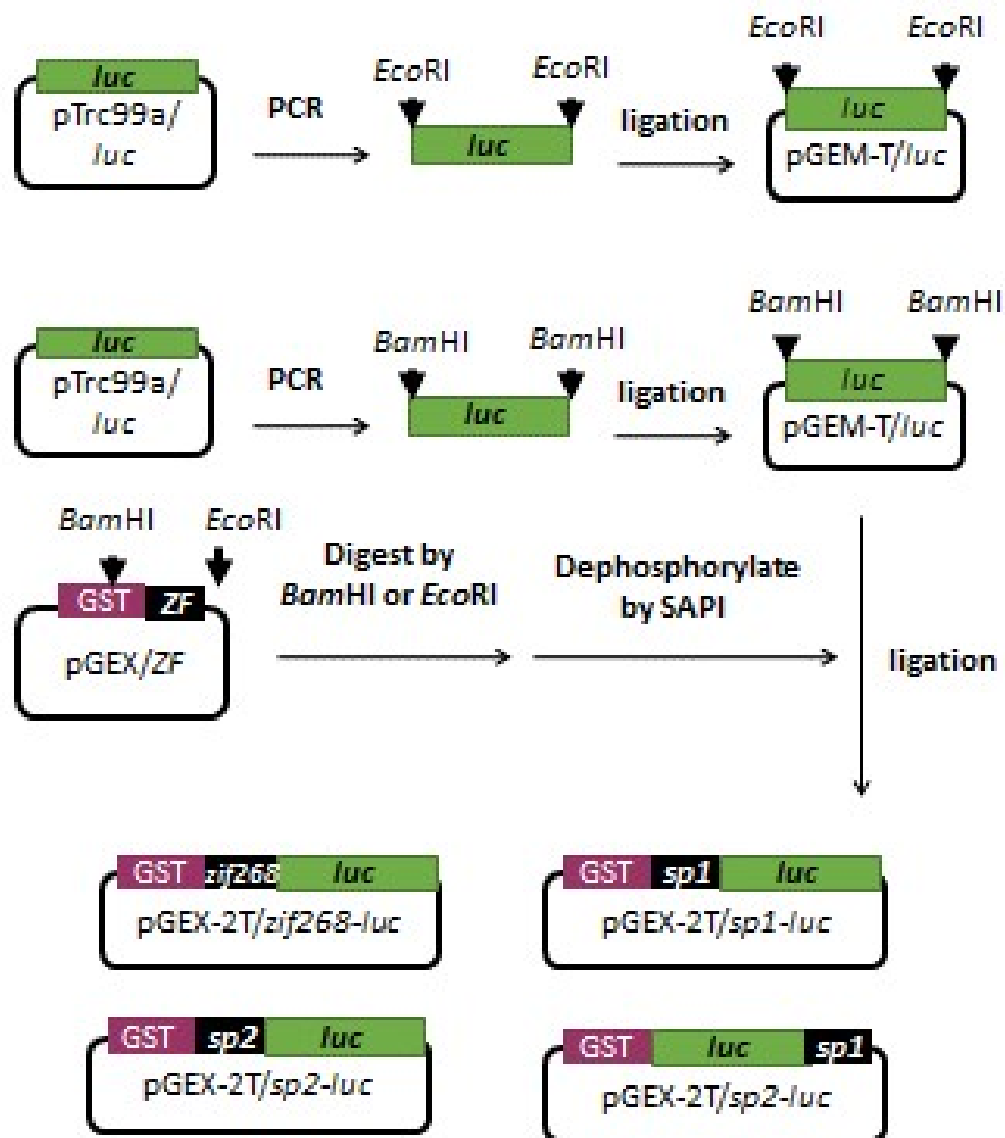 EcoRI EcoRI
luc
pTrc99a/
luc
PCR
EcoRI EcoRI
luc
ligation
luc
pGEM-T/luc
BamHI BamHI
luc
pTrc99a/
luc
PCR
BamHI BamHI
luc
ligation
luc
pGEM-T/luc
BamHI EcoRI
GST ZF
pGEX/ZF
Digest by
BamHI or EcoRI
Dephosphorylate
by SAPI
ligation
GST zif268 luc
pGEX-2T/zif268-luc
GST sp1 luc
pGEX-2T/sp1-luc
GST sp2 luc
pGEX-2T/sp2-luc
GST luc sp1
pGEX-2T/sp2-luc